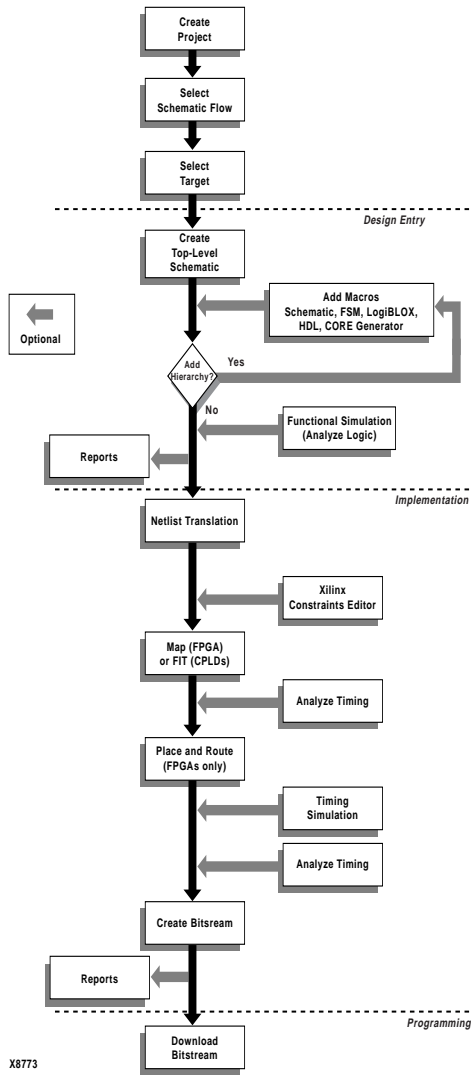 Create
Project
Select
Schematic Flow
Select
Target
Design Entry
Create
Top-Level
Schematic
Add Macros
Schematic, FSM, LogiBLOX,
HDL, CORE Generator
Optional
Add
Hierarchy?
Yes
No
Functional Simulation
(Analyze Logic)
Reports
Implementation
Netlist Translation
Xilinx
Constraints Editor
Map (FPGA)
or FIT (CPLDs)
Analyze Timing
Place and Route
(FPGAs only)
Timing
Simulation
Analyze Timing
Create Bitsream
Reports
Programming
Download
Bitstream
X8773